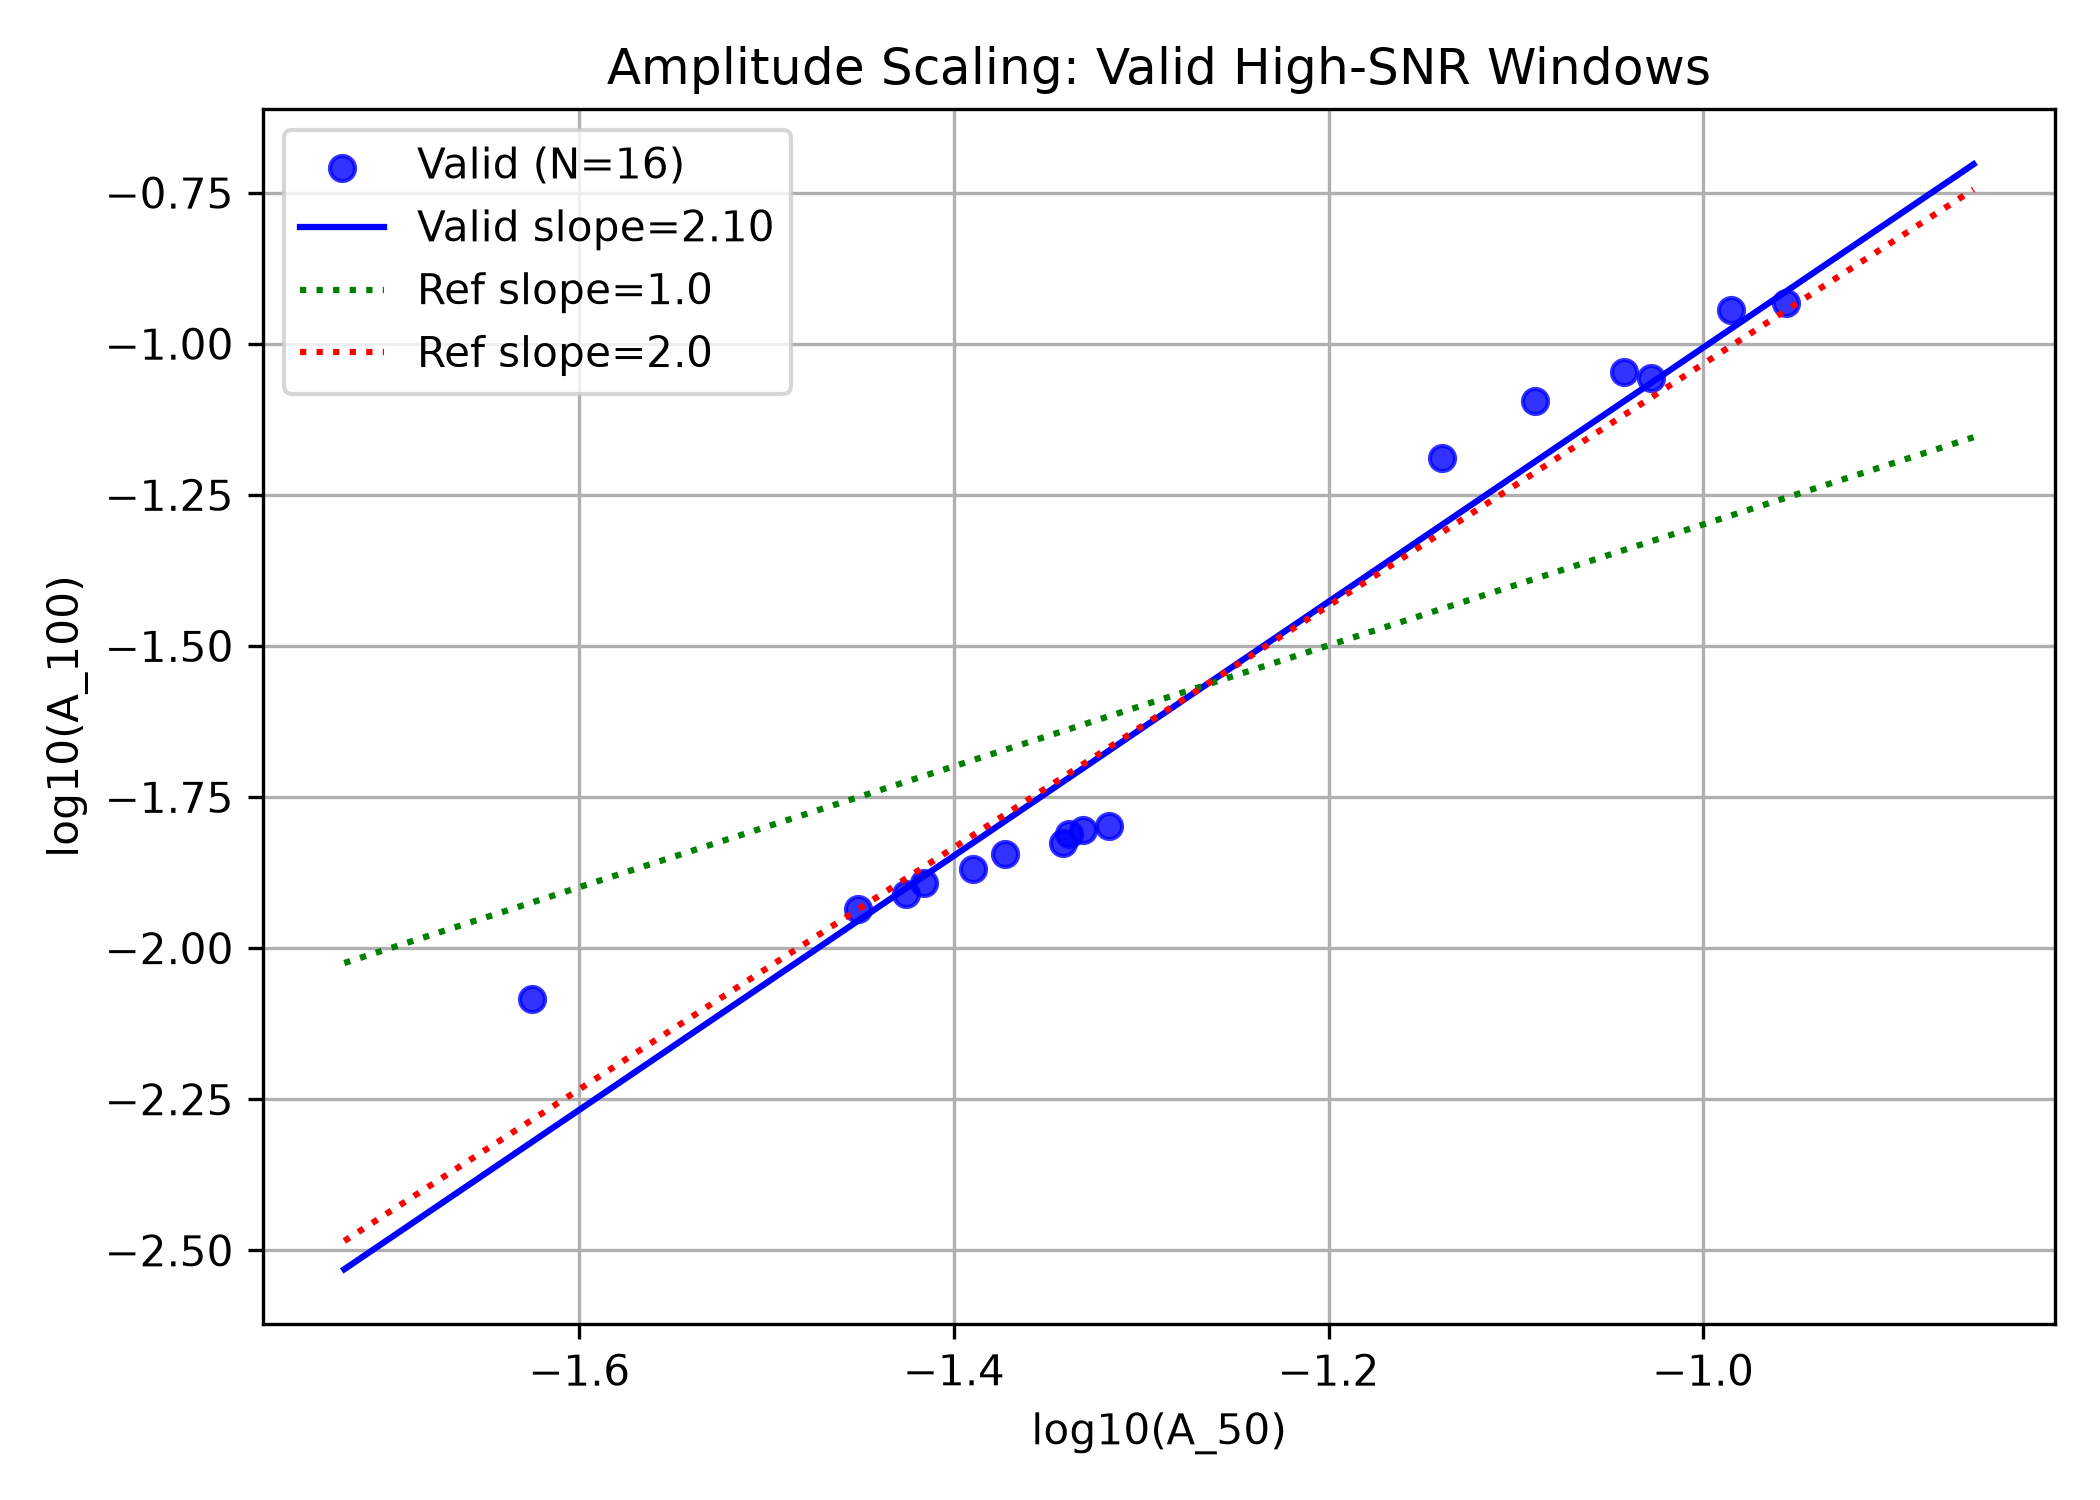 Amplitude Scaling: Valid High-SNR Windows
Valid (N=16)
Valid slope=2.10
Ref slope=1.0
Ref slope=2.0
−0.75
−1.00
−1.25
−1.50
−1.75
−2.00
−2.25
−2.50
log10(A_100)
−1.6
−1.4
−1.2
−1.0
log10(A_50)